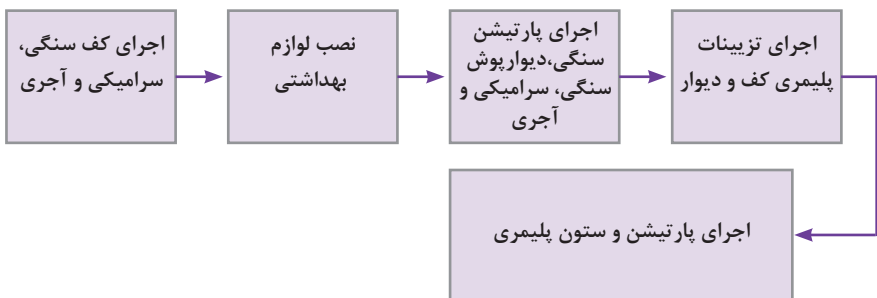 اجرای کف سنگی،
سرامیکی و آجری
نصب لوازم
بهداشتی
اجرای پارتیشن
سنگی،دیوارپوش
سنگی، سرامیکی و
آجری
اجرای تزیینات
پلیمری کف و دیوار
اجرای پارتیشن و ستون پلیمری